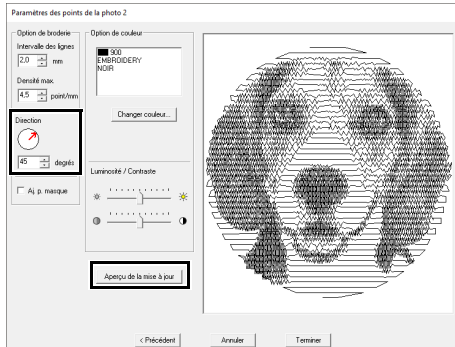 Paramètres des points de la photo 2
Option de broderie
Intervalle des lignes
2,0 mm
Densité max.
4,5 point/mm
Direction
45 degrés
Aj. p. masque
Option de couleur
900
EMBROIDERY
NOIR
Changer couleur...
Luminosité / Contraste
Aperçu de la mise à jour
< Précédent
Annuler
Terminer